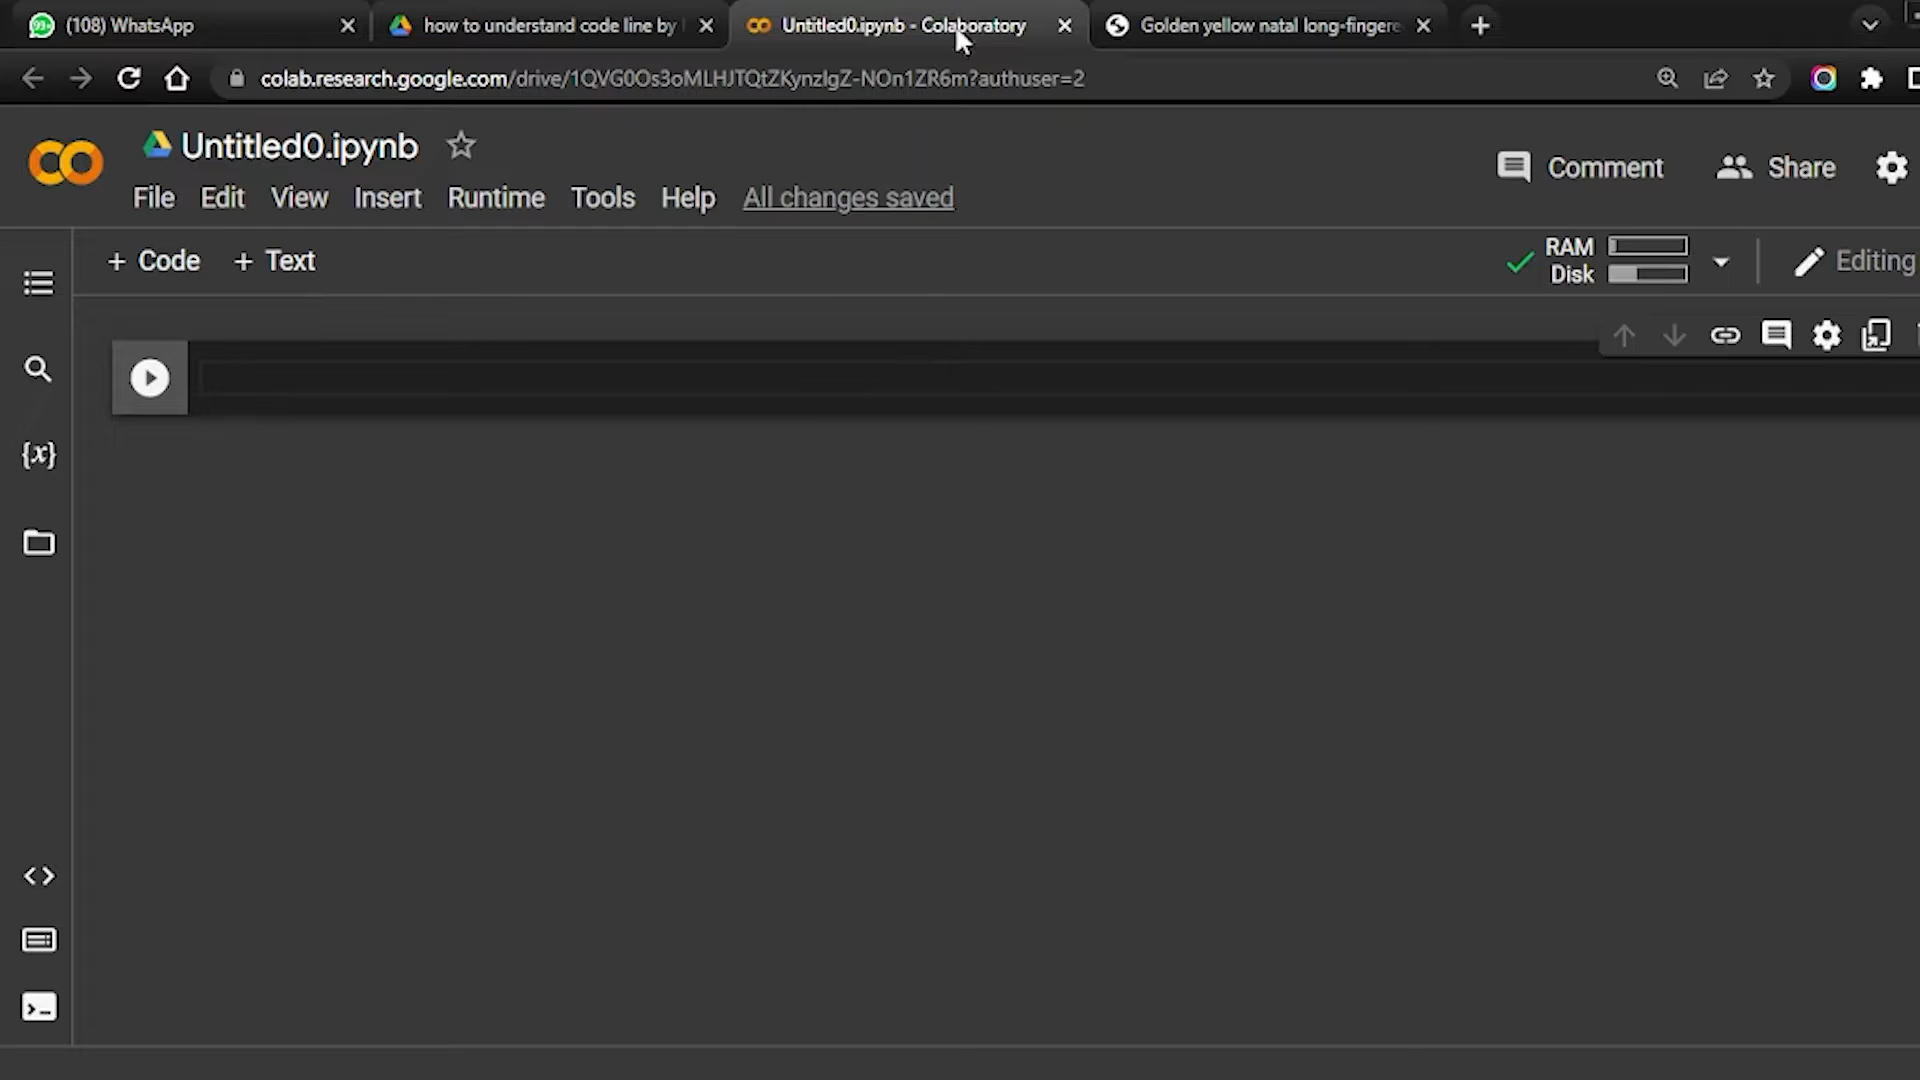 (108) WhatsApp
how to understand code line by
Untitled0.ipynb - Colaboratory
Golden yellow natal long-fingere
colab.research.google.com/drive/1QVG0Os3oMLHJTQtZKynzIgZ-NOn1ZR6m?authuser=2
Untitled0.ipynb
Comment
Share
File Edit View Insert Runtime Tools Help All changes saved
+ Code + Text
RAM
Disk
Editing
{x}